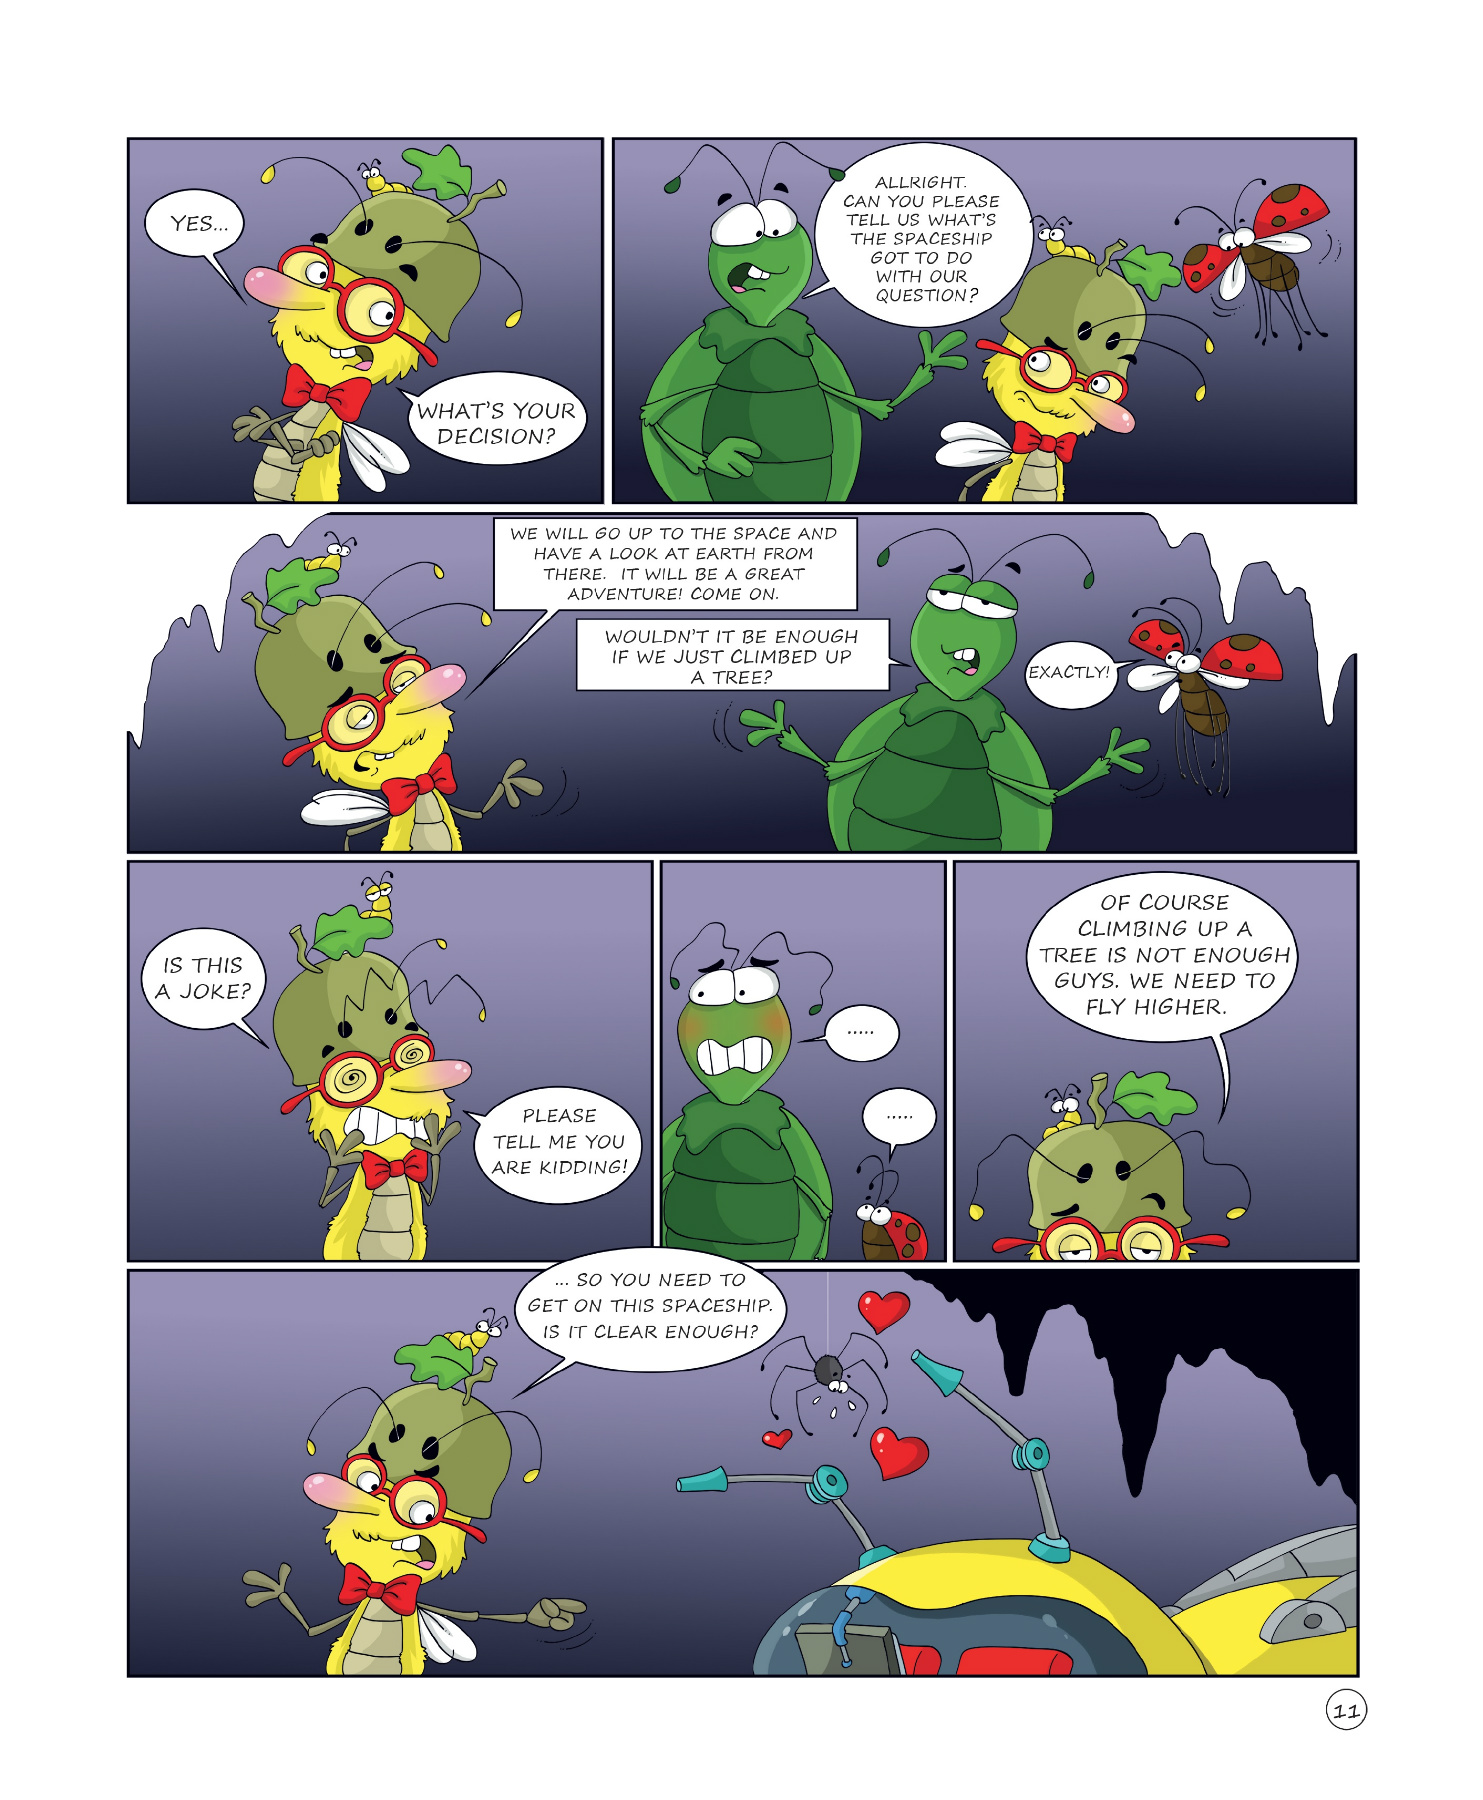 YES...
WHAT'S YOUR
DECISION?
ALLRIGHT.
CAN YOU PLEASE
TELL US WHAT'S
THE SPACESHIP
GOT TO DO
WITH OUR
QUESTION?
WE WILL GO UP TO THE SPACE AND
HAVE A LOOK AT EARTH FROM
THERE. IT WILL BE A GREAT
ADVENTURE! COME ON.
WOULDN'T IT BE ENOUGH
IF WE JUST CLIMBED UP
A TREE?
EXACTLY!
IS THIS
A JOKE?
PLEASE
TELL ME YOU
ARE KIDDING!
.....
.....
OF COURSE
CLIMBING UP A
TREE IS NOT ENOUGH
GUYS. WE NEED TO
FLY HIGHER.
... SO YOU NEED TO
GET ON THIS SPACESHIP.
IS IT CLEAR ENOUGH?
11